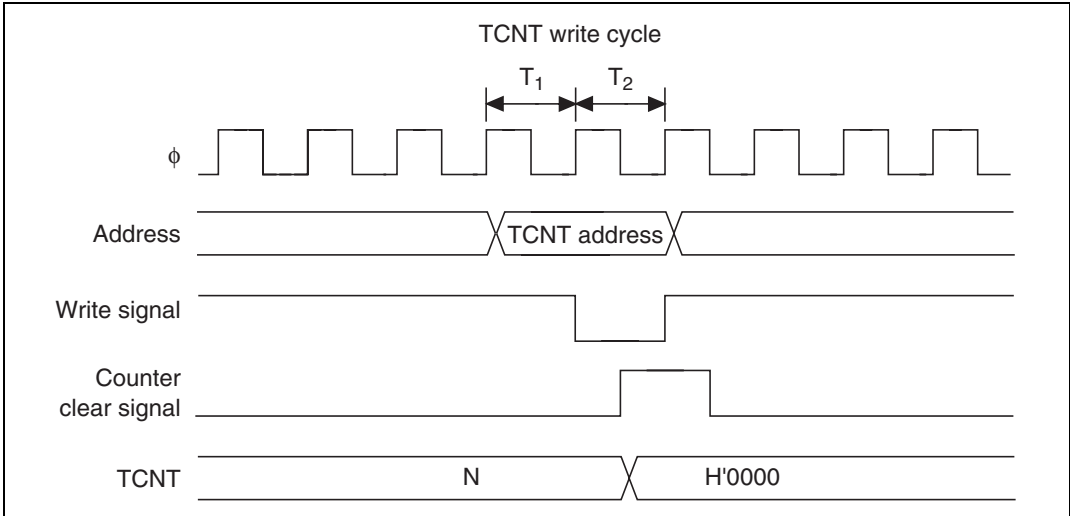 TCNT write cycle
T1 T2
φ
Address TCNT address
Write signal
Counter
clear signal
TCNT N H'0000